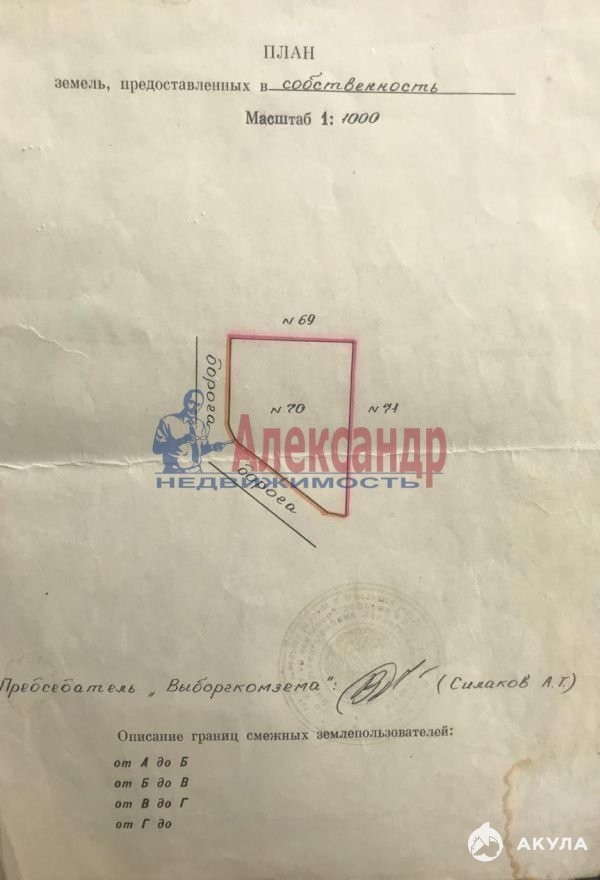 ПЛАН
земель, предоставленных в собственность
Масштаб 1: 1000
N 69
дорога
N 70
N 71
Александр
НЕДВИЖИМОСТЬ
дорога
Председатель „Выборгкомзема": (Силаков А.Т.)
Описание границ смежных землепользователей:
от А до Б
от Б до В
от В до Г
от Г до
АКУЛА